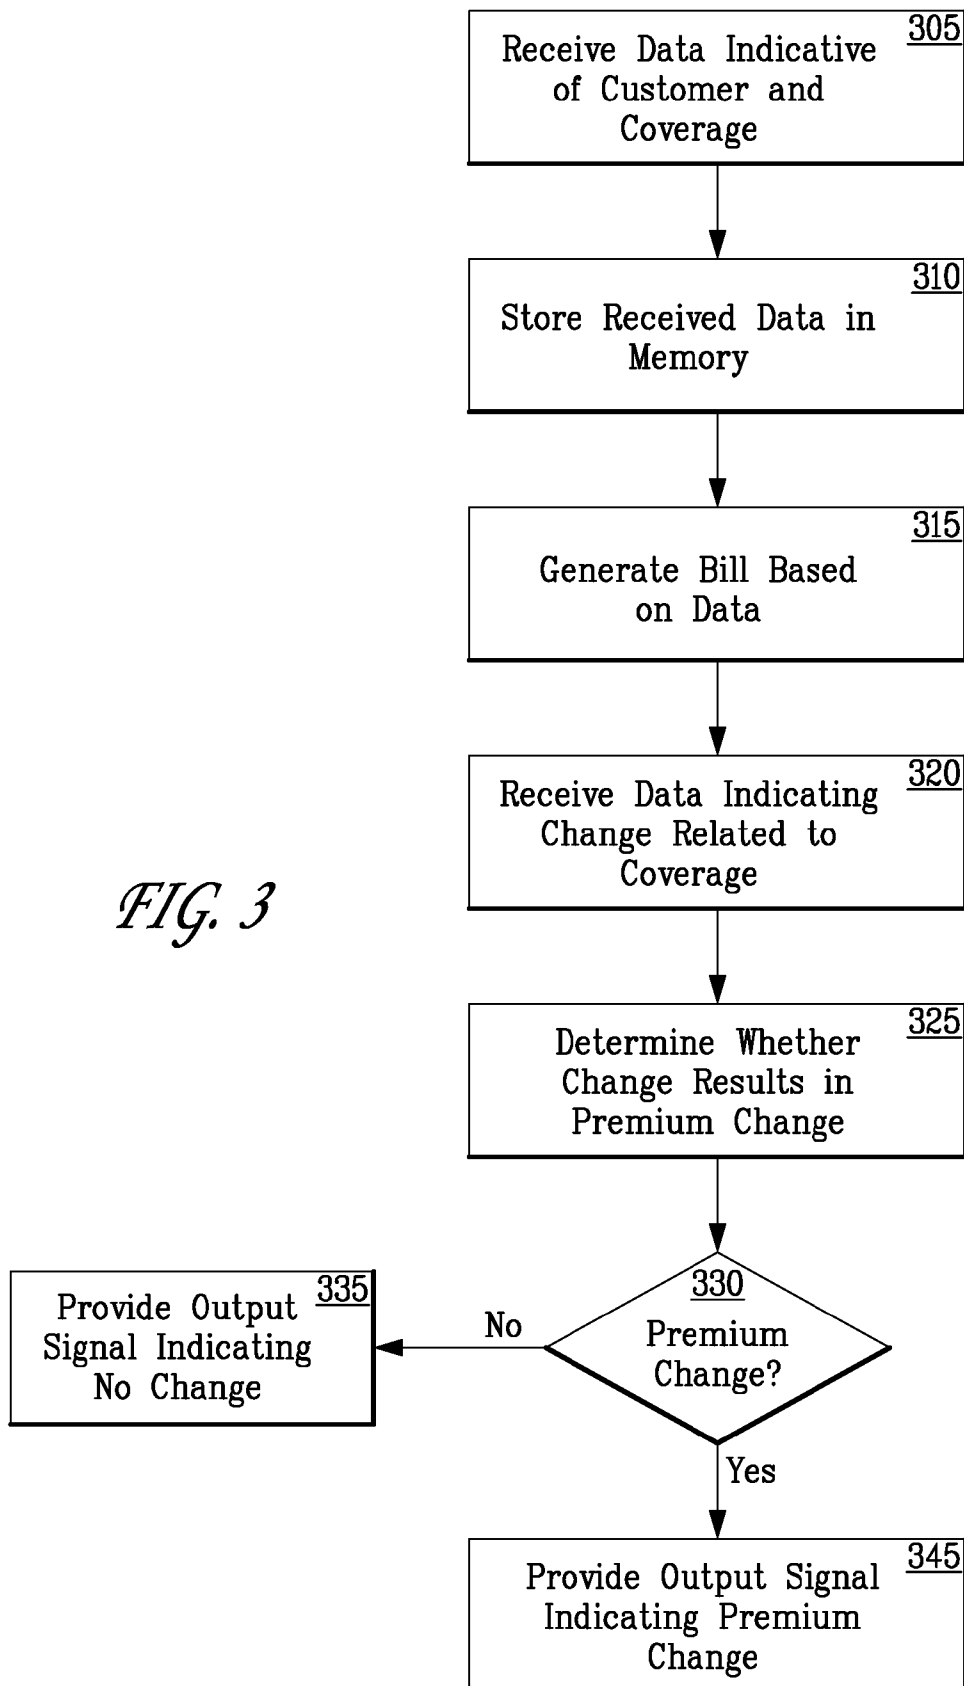 305
Receive Data Indicative
of Customer and
Coverage
310
Store Received Data in
Memory
315
Generate Bill Based
on Data
320
Receive Data Indicating
Change Related to
Coverage
FIG. 3
325
Determine Whether
Change Results in
Premium Change
330
Premium
Change?
No
335
Provide Output
Signal Indicating
No Change
Yes
345
Provide Output Signal
Indicating Premium
Change